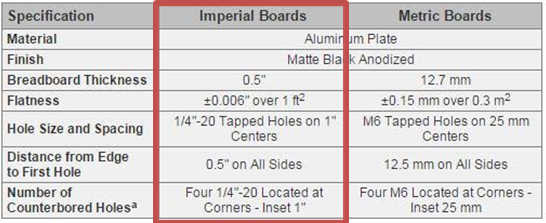 Specification Imperial Boards Metric Boards
Material Aluminum Plate
Finish Matte Black Anodized
Breadboard Thickness 0.5" 12.7 mm
Flatness ±0.006" over 1 ft² ±0.15 mm over 0.3 m²
Hole Size and Spacing 1/4"-20 Tapped Holes on 1" Centers M6 Tapped Holes on 25 mm Centers
Distance from Edge to First Hole 0.5" on All Sides 12.5 mm on All Sides
Number of Counterbored Holesᵃ Four 1/4"-20 Located at Corners - Inset 1" Four M6 Located at Corners - Inset 25 mm